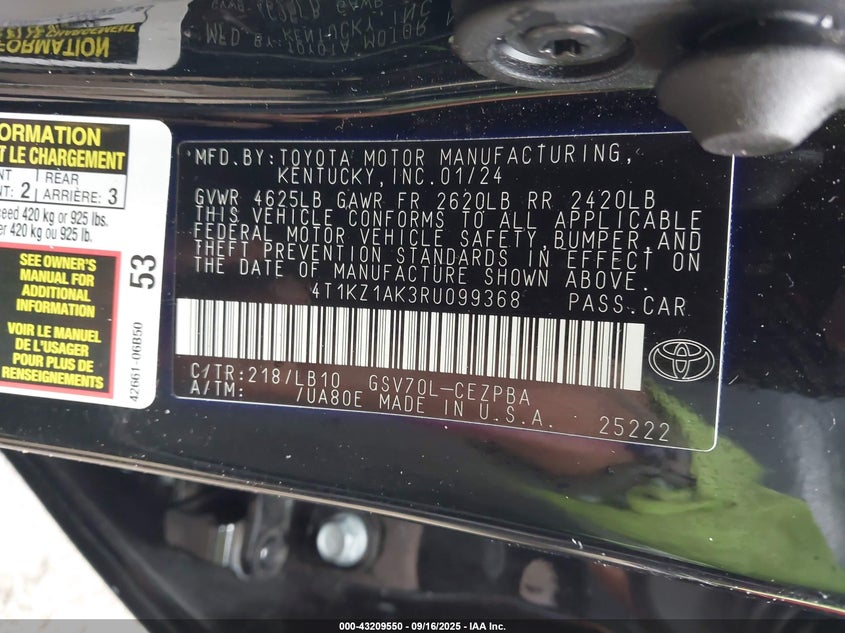 ORMATION
T LE CHARGEMENT
NT 2 REAR
NT: ARRIÈRE: 3
ceed 420 kg or 925 lbs.
er 420 kg ou 925 lb.
SEE OWNER'S
MANUAL FOR
ADDITIONAL
INFORMATION
VOIR LE MANUEL
DE L'USAGER
POUR PLUS DE
RENSEIGNEMENTS
53
42661-06B50
MFD. BY: TOYOTA MOTOR MANUFACTURING,
KENTUCKY, INC. 01/24
GVWR 4625LB GAWR FR 2620LB RR 2420LB
THIS VEHICLE CONFORMS TO ALL APPLICABLE
FEDERAL MOTOR VEHICLE SAFETY, BUMPER, AND
THEFT PREVENTION STANDARDS IN EFFECT ON
THE DATE OF MANUFACTURE SHOWN ABOVE.
4T1KZ1AK3RU099368 PASS. CAR
C/TR: 218/LB10 GSV70L-CEZPBA
A/TM: /UA80E MADE IN U.S.A. 25222
000-43209550 - 09/16/2025 - IAA Inc.